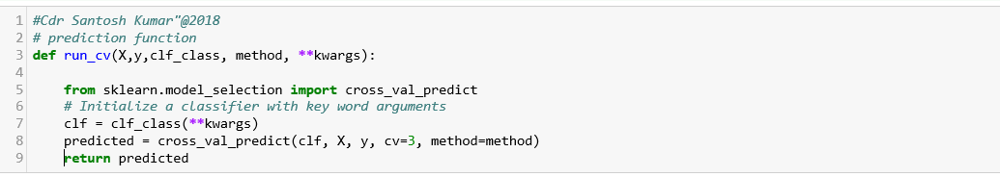 1 #Cdr Santosh Kumar"@2018
2 # prediction function
3 def run_cv(X,y,clf_class, method, **kwargs):
4
5     from sklearn.model_selection import cross_val_predict
6     # Initialize a classifier with key word arguments
7     clf = clf_class(**kwargs)
8     predicted = cross_val_predict(clf, X, y, cv=3, method=method)
9     return predicted